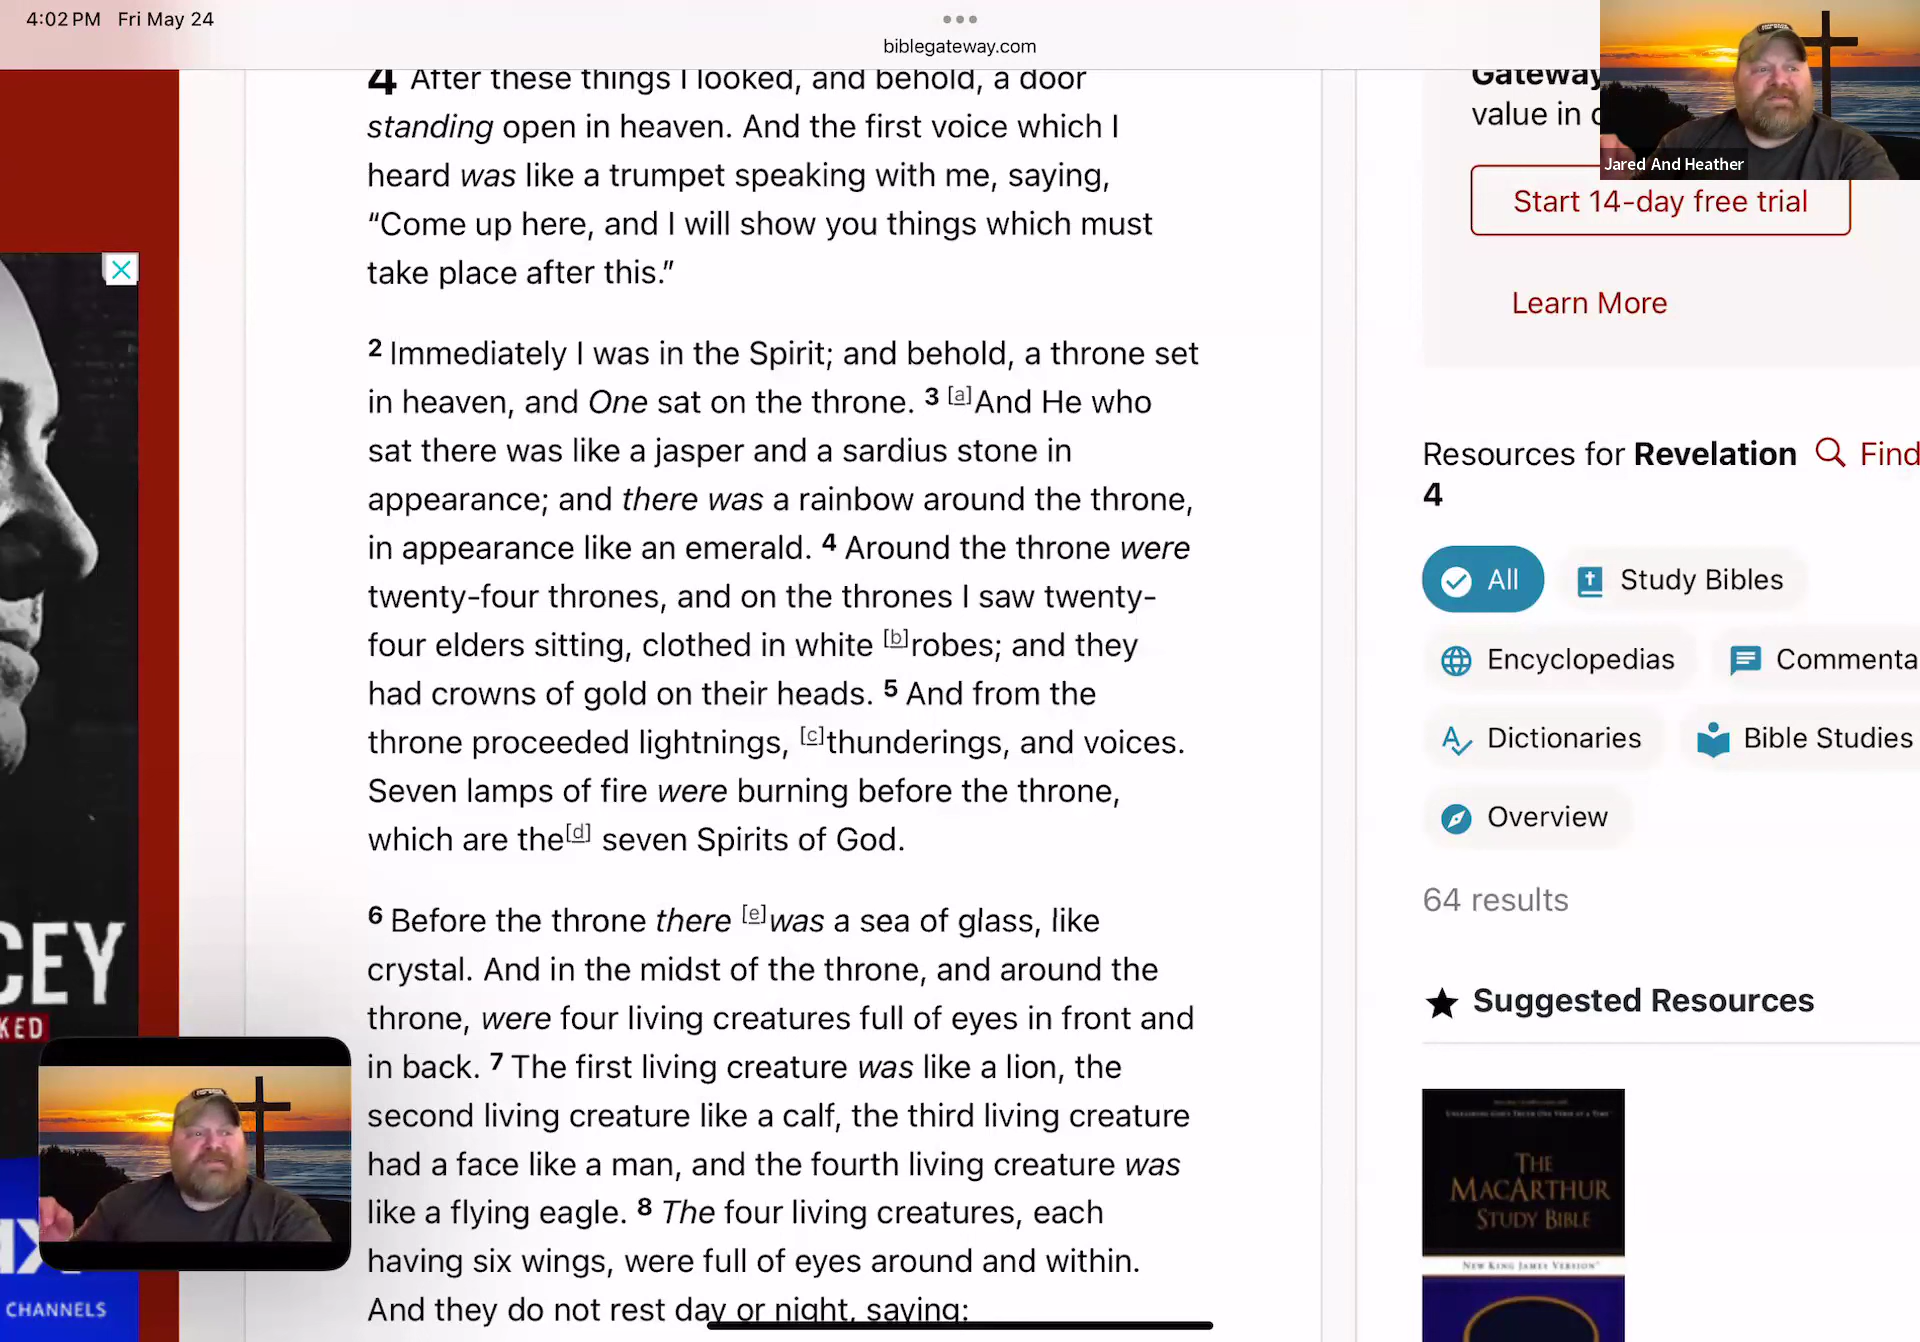 4:02 PM Fri May 24
biblegateway.com
4 After these things I looked, and behold, a door
standing open in heaven. And the first voice which I
heard was like a trumpet speaking with me, saying,
“Come up here, and I will show you things which must
take place after this.”
2 Immediately I was in the Spirit; and behold, a throne set
in heaven, and One sat on the throne. 3 [a]And He who
sat there was like a jasper and a sardius stone in
appearance; and there was a rainbow around the throne,
in appearance like an emerald. 4 Around the throne were
twenty-four thrones, and on the thrones I saw twenty-
four elders sitting, clothed in white [b]robes; and they
had crowns of gold on their heads. 5 And from the
throne proceeded lightnings, [c]thunderings, and voices.
Seven lamps of fire were burning before the throne,
which are the[d] seven Spirits of God.
6 Before the throne there [e]was a sea of glass, like
crystal. And in the midst of the throne, and around the
throne, were four living creatures full of eyes in front and
in back. 7 The first living creature was like a lion, the
second living creature like a calf, the third living creature
had a face like a man, and the fourth living creature was
like a flying eagle. 8 The four living creatures, each
having six wings, were full of eyes around and within.
And they do not rest day or night, saying:
Gateway
value in
Jared And Heather
Start 14-day free trial
Learn More
Resources for Revelation
4
Find
All
Study Bibles
Encyclopedias
Commenta
Dictionaries
Bible Studies
Overview
64 results
Suggested Resources
THE
MACARTHUR
STUDY BIBLE
NEW KING JAMES VERSION
CEY
KED
CHANNELS